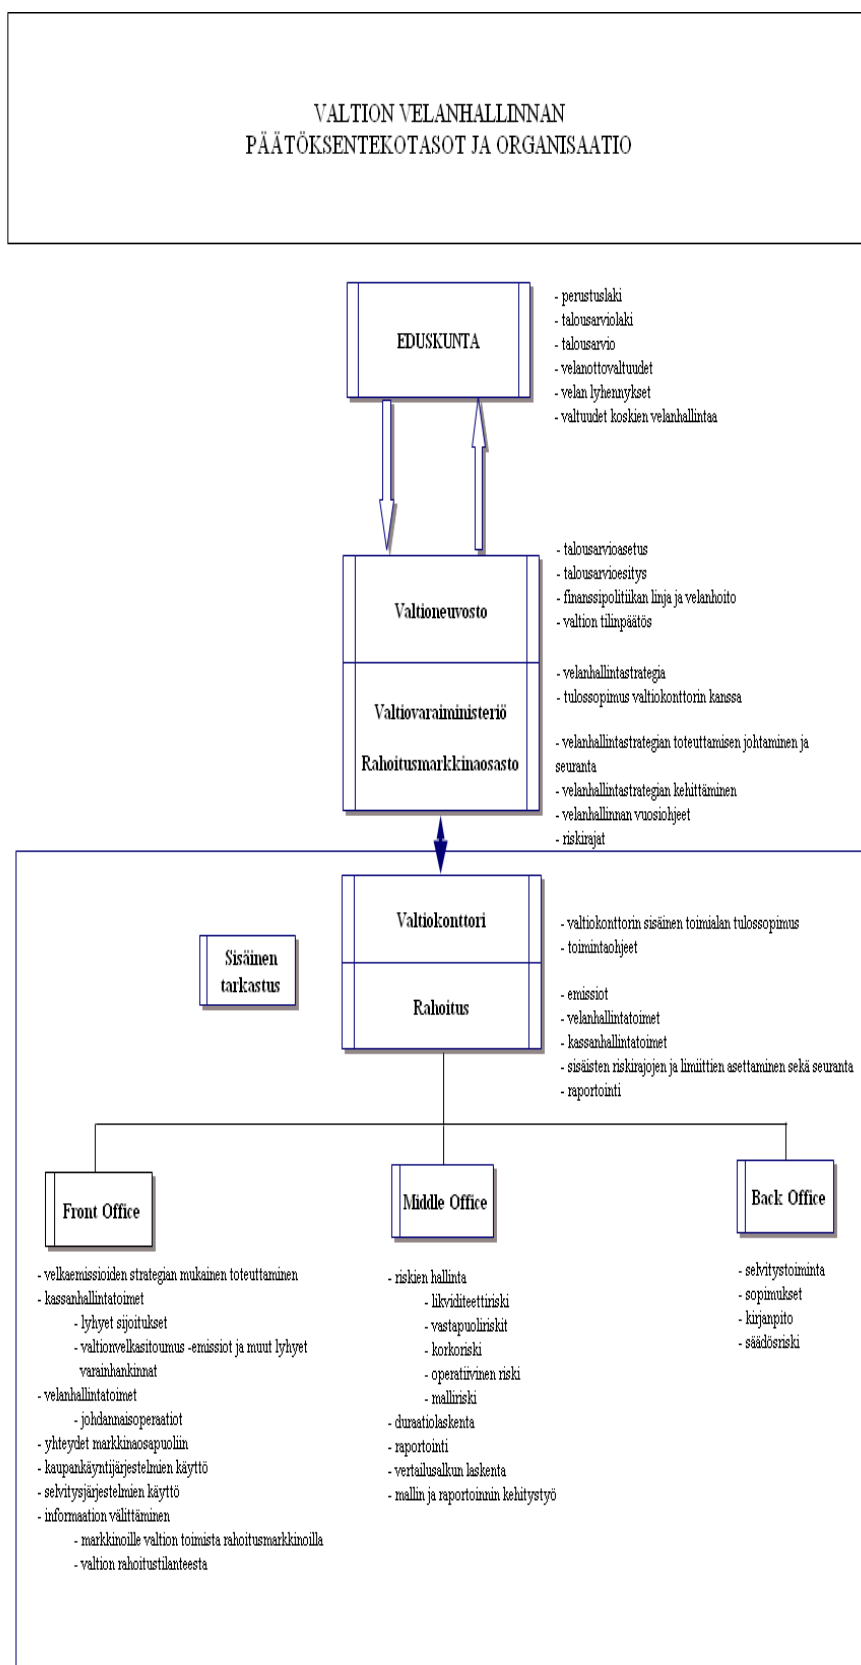 VALTION VELANHALLINNAN
PÄÄTÖKSENTEKOTASOT JA ORGANISAATIO
EDUSKUNTA
- perustuslaki
- talousarviolaki
- talousarvio
- velanottovaltuudet
- velan lyhennykset
- valtuudet koskien velanhallintaa
Valtioneuvosto
- talousarvioasetus
- talousarvioesitys
- finanssipolitiikan linja ja velanhoito
- valtion tilinpäätös
Valtiovaraiministeriö
Rahoitusmarkkinaosasto
- velanhallintastrategia
- tulossopimus valtiokonttorin kanssa
- velanhallintastrategian toteuttamisen johtaminen ja
seuranta
- velanhallintastrategian kehittäminen
- velanhallinnan vuosiohjeet
- riskirajat
Sisäinen
tarkastus
Valtiokonttori
- valtiokonttorin sisäinen toimialan tulossopimus
- toimintaohjeet
Rahoitus
- emissiot
- velanhallintatoimet
- kassanhallintatoimet
- sisäisten riskirajojen ja limiittien asettaminen sekä seuranta
- raportointi
Front Office
- velkaemissioiden strategian mukainen toteuttaminen
- kassanhallintatoimet
- lyhyet sijoitukset
- valtionvelkasitoumus -emissiot ja muut lyhyet
varainhankinnat
- velanhallintatoimet
- johdannaisoperaatiot
- yhteydet markkinaosapuoliin
- kaupankäyntijärjestelmien käyttö
- selvitysjärjestelmien käyttö
- informaation välittäminen
- markkinoille valtion toimista rahoitusmarkkinoilla
- valtion rahoitustilanteesta
Middle Office
- riskien hallinta
- likviditeettiriski
- vastapuoliriskit
- korkoriski
- operatiivinen riski
- malliriski
- duraatiolaskenta
- raportointi
- vertailusalkun laskenta
- mallin ja raportoinnin kehitystyö
Back Office
- selvitystoiminta
- sopimukset
- kirjanpito
- säädösriski